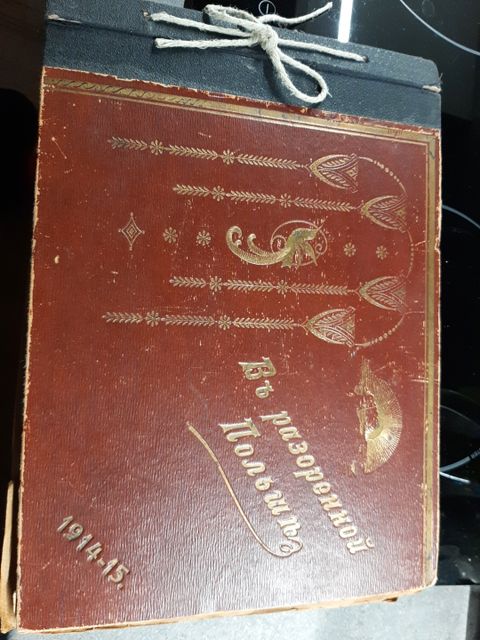 Въ разоренной
Польшѣ
1914-15.